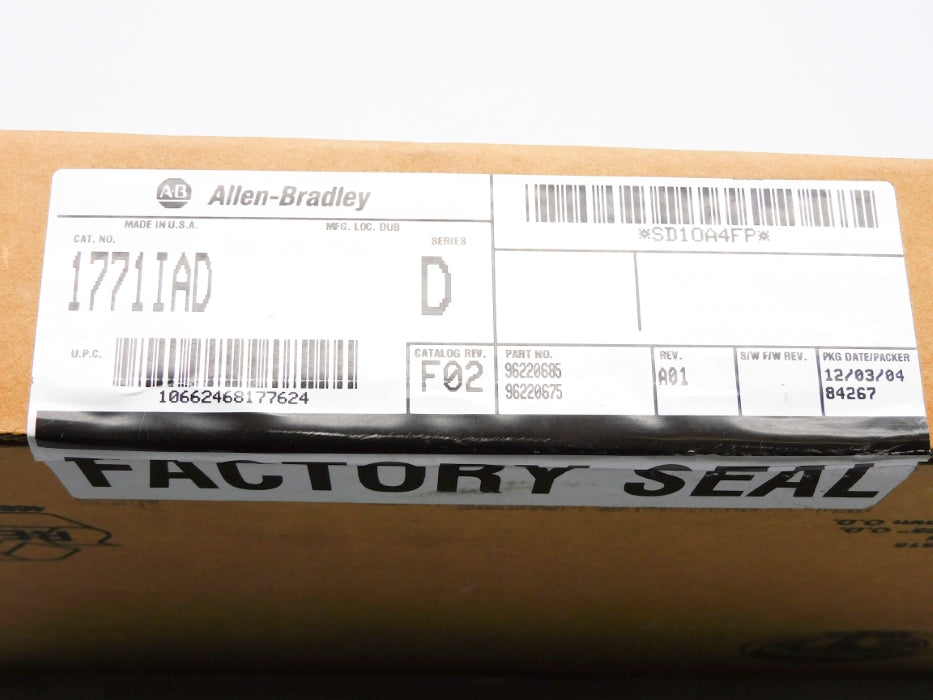 A·B Allen-Bradley
MADE IN U.S.A. MFG. LOC. DUB
CAT. NO. SERIES
1771IAD D
U.P.C.
10662468177624
CATALOG REV.
F02
*SD10A4FP*
PART NO.
96220685
96220675
REV.
A01
S/W F/W REV.
PKG DATE/PACKER
12/03/04
84267
FACTORY SEAL